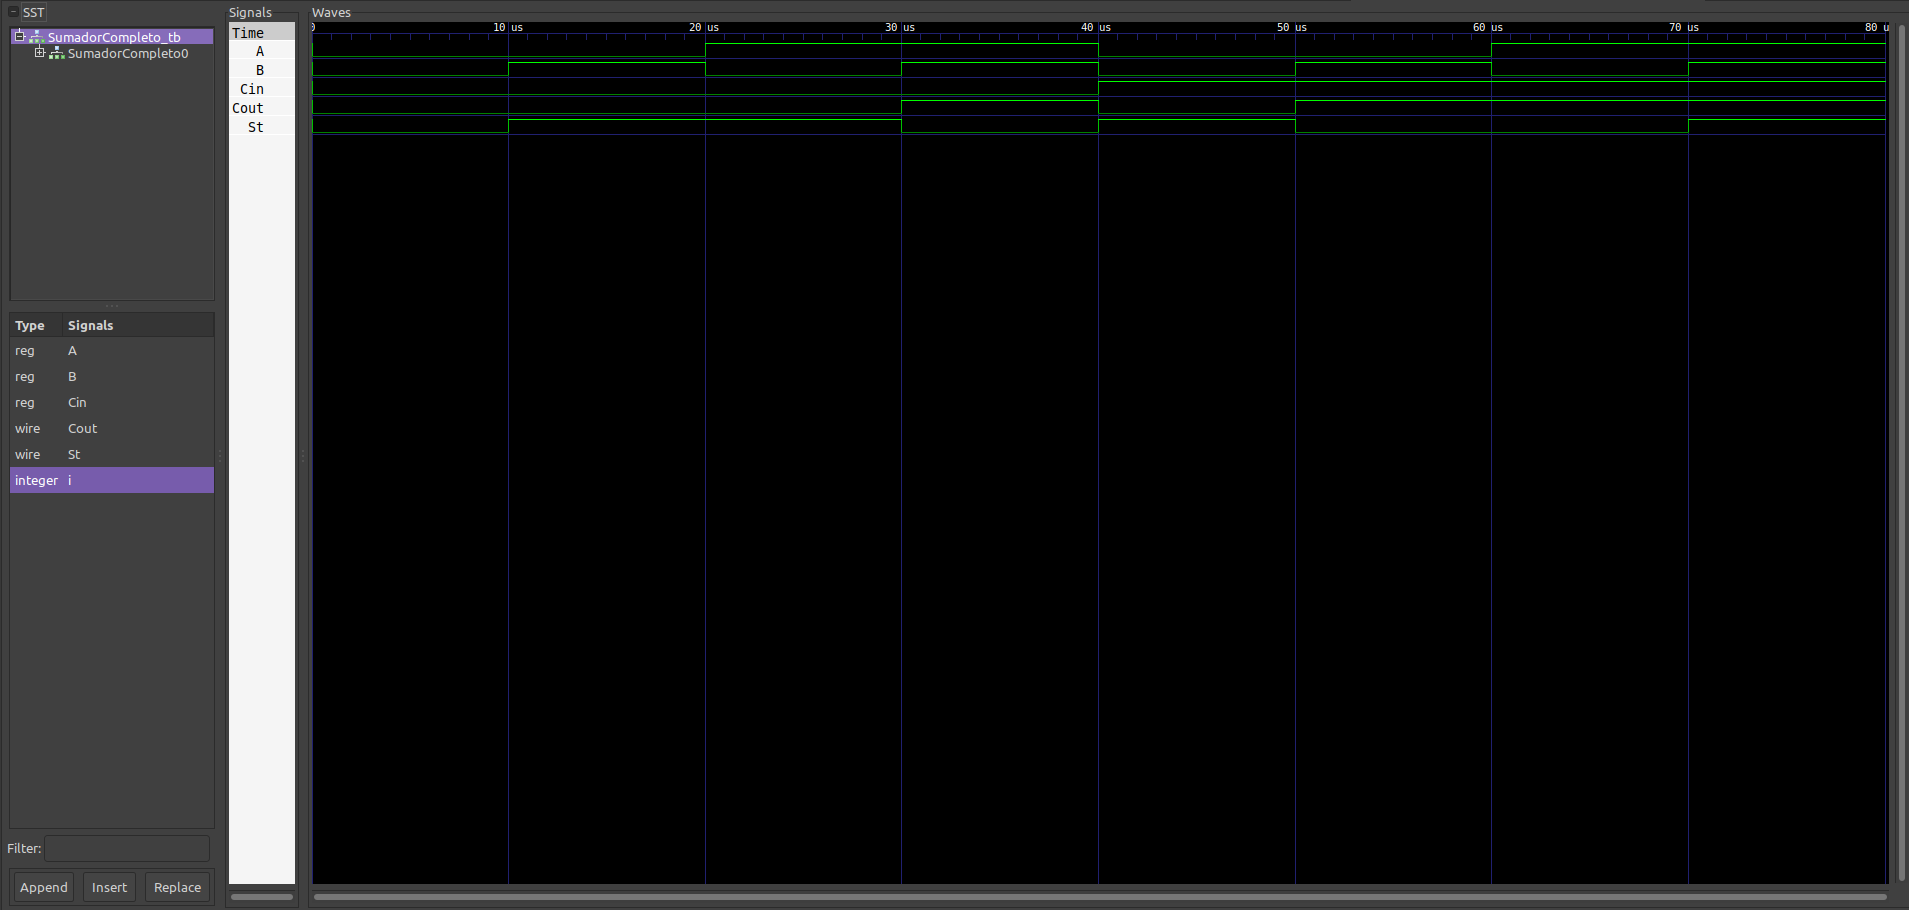 SST
SumadorCompleto_tb
SumadorCompleto0
Type Signals
reg A
reg B
reg Cin
wire Cout
wire St
integer i
Filter:
Append Insert Replace
Signals
Time
A
B
Cin
Cout
St
Waves
0 10 us 20 us 30 us 40 us 50 us 60 us 70 us 80 u